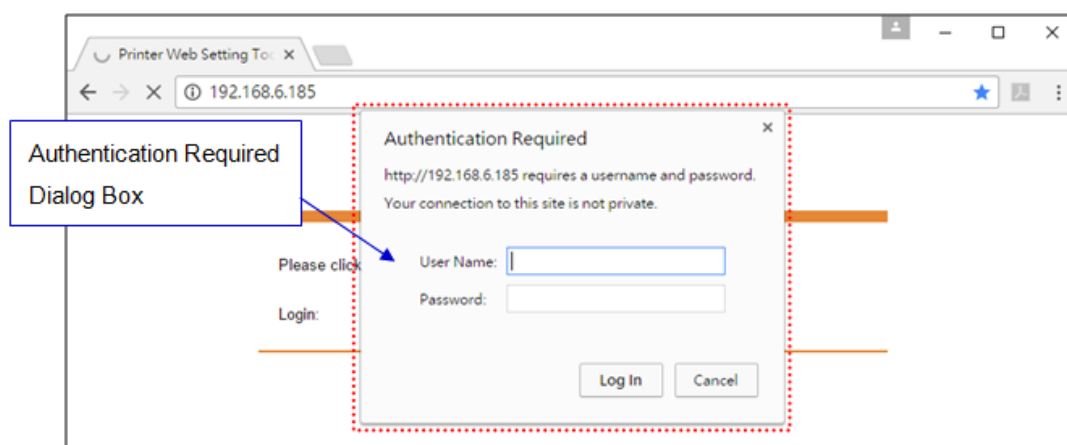 Printer Web Setting Too
192.168.6.185
Authentication Required
Dialog Box
Authentication Required
http://192.168.6.185 requires a username and password.
Your connection to this site is not private.
Please click
User Name:
Password:
Login:
Log In
Cancel